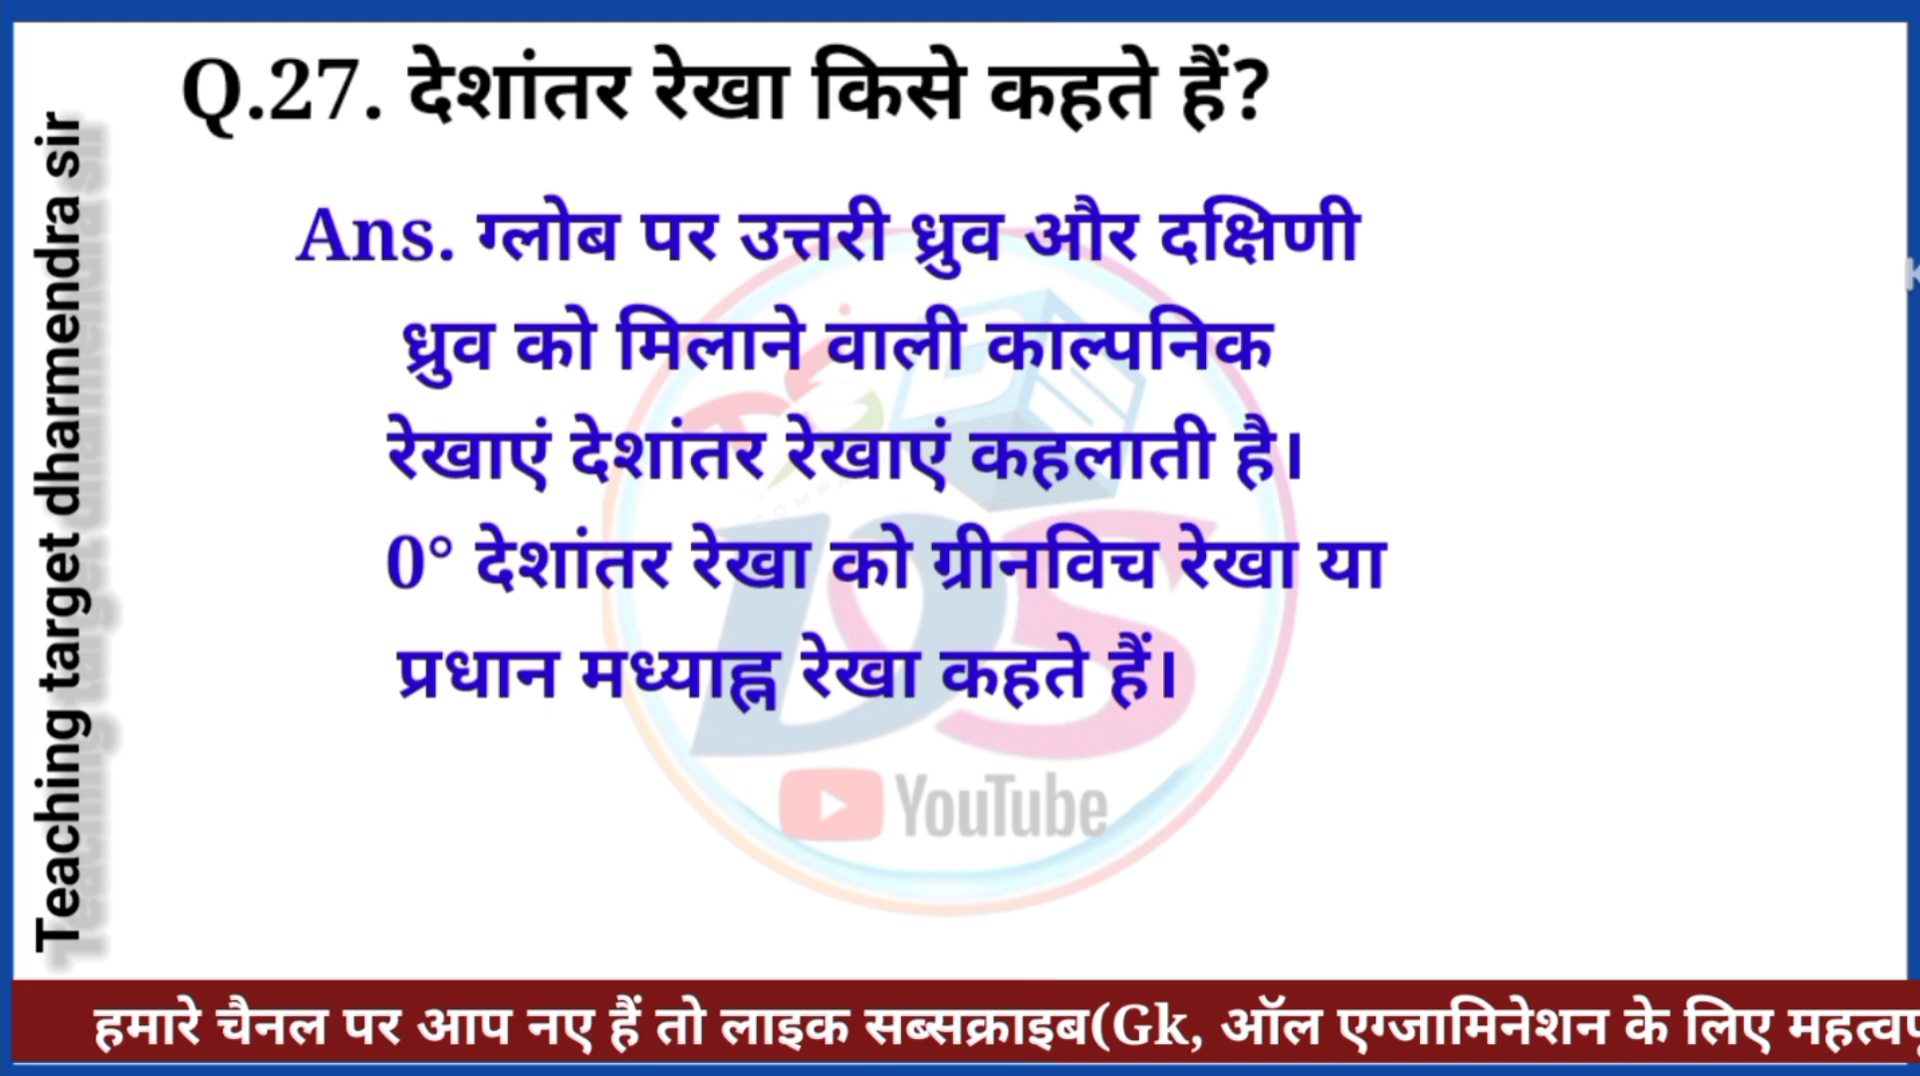 Q.27. देशांतर रेखा किसे कहते हैं?
Ans. ग्लोब पर उत्तरी ध्रुव और दक्षिणी
ध्रुव को मिलाने वाली काल्पनिक
रेखाएं देशांतर रेखाएं कहलाती है।
0° देशांतर रेखा को ग्रीनविच रेखा या
प्रधान मध्याह्न रेखा कहते हैं।
Teaching target dharmendra sir
DS
YouTube
हमारे चैनल पर आप नए हैं तो लाइक सब्सक्राइब(Gk, ऑल एग्जामिनेशन के लिए